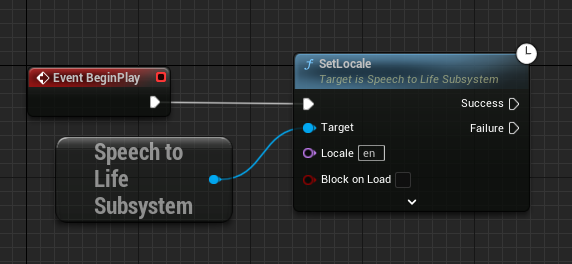 Event BeginPlay
Speech to
Life
Subsystem
f SetLocale
Target is Speech to Life Subsystem
Success
Target
Failure
Locale en
Block on Load